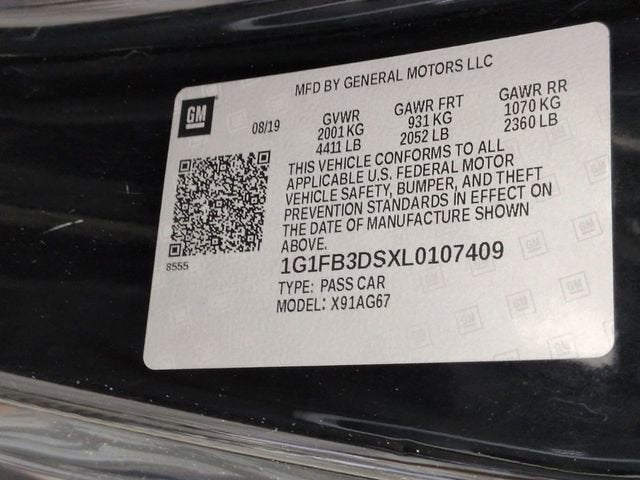 MFD BY GENERAL MOTORS LLC
GM
08/19
GVWR
2001 KG
4411 LB
GAWR FRT
931 KG
2052 LB
GAWR RR
1070 KG
2360 LB
THIS VEHICLE CONFORMS TO ALL
APPLICABLE U.S. FEDERAL MOTOR
VEHICLE SAFETY, BUMPER, AND THEFT
PREVENTION STANDARDS IN EFFECT ON
THE DATE OF MANUFACTURE SHOWN
ABOVE.
8555
1G1FB3DSXL0107409
TYPE: PASS CAR
MODEL: X91AG67